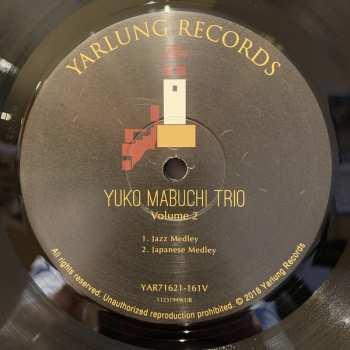 YARLUNG RECORDS
YUKO MABUCHI TRIO
Volume 2
1. Jazz Medley
2. Japanese Medley
YAR71621-161V
All rights reserved. Unauthorized reproduction prohibited. © 2018 Yarlung Records